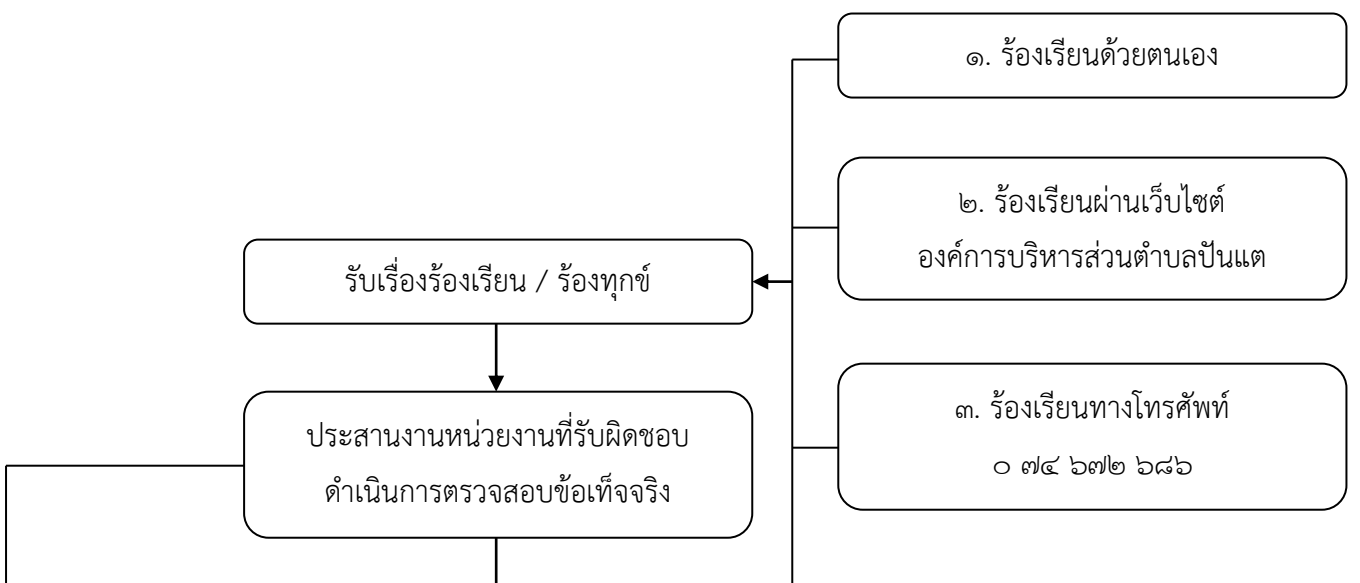 ๑. ร้องเรียนด้วยตนเอง
๒. ร้องเรียนผ่านเว็บไซต์
องค์การบริหารส่วนตำบลปันแต
รับเรื่องร้องเรียน / ร้องทุกข์
๓. ร้องเรียนทางโทรศัพท์
๐ ๗๔ ๖๗๒ ๖๘๖
ประสานงานหน่วยงานที่รับผิดชอบ
ดำเนินการตรวจสอบข้อเท็จจริง